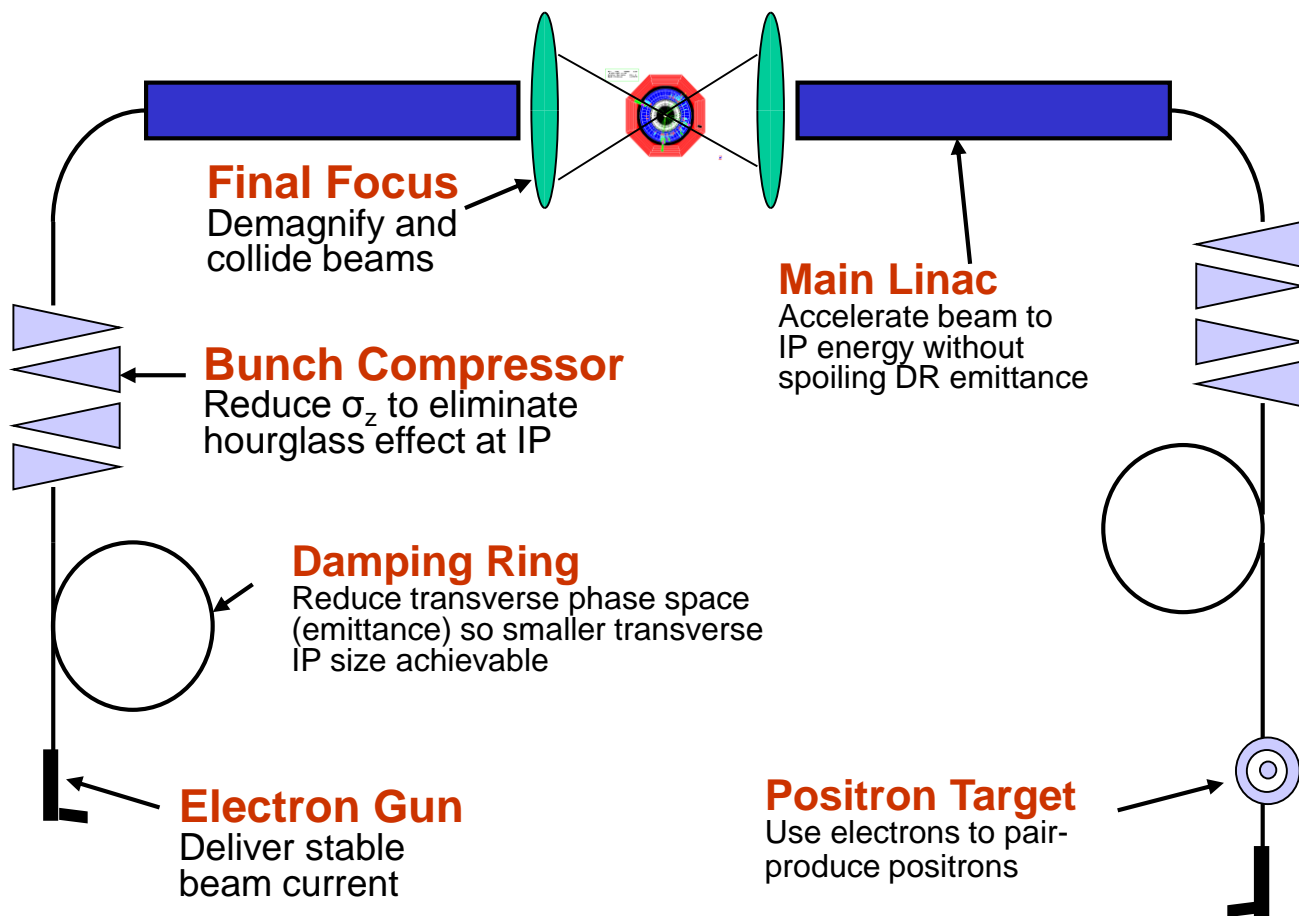 Final Focus
Demagnify and
collide beams
Main Linac
Accelerate beam to
IP energy without
spoiling DR emittance
Bunch Compressor
Reduce σz to eliminate
hourglass effect at IP
Damping Ring
Reduce transverse phase space
(emittance) so smaller transverse
IP size achievable
Electron Gun
Deliver stable
beam current
Positron Target
Use electrons to pair-
produce positrons